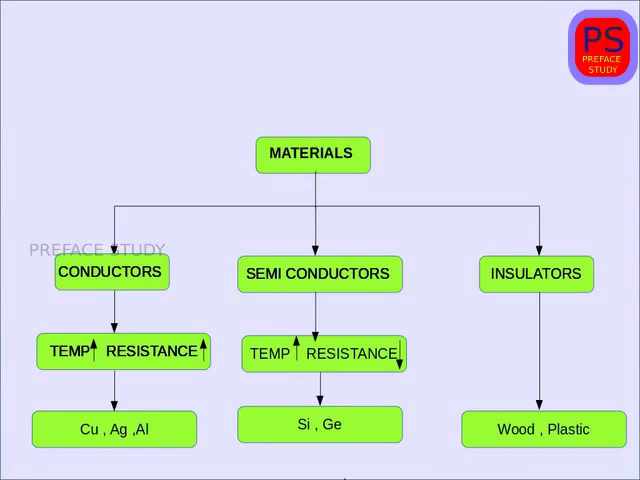 PS
PREFACE
STUDY
MATERIALS
PREFACE STUDY
CONDUCTORS
SEMI CONDUCTORS
INSULATORS
TEMP RESISTANCE
TEMP RESISTANCE
Cu , Ag ,Al
Si , Ge
Wood , Plastic